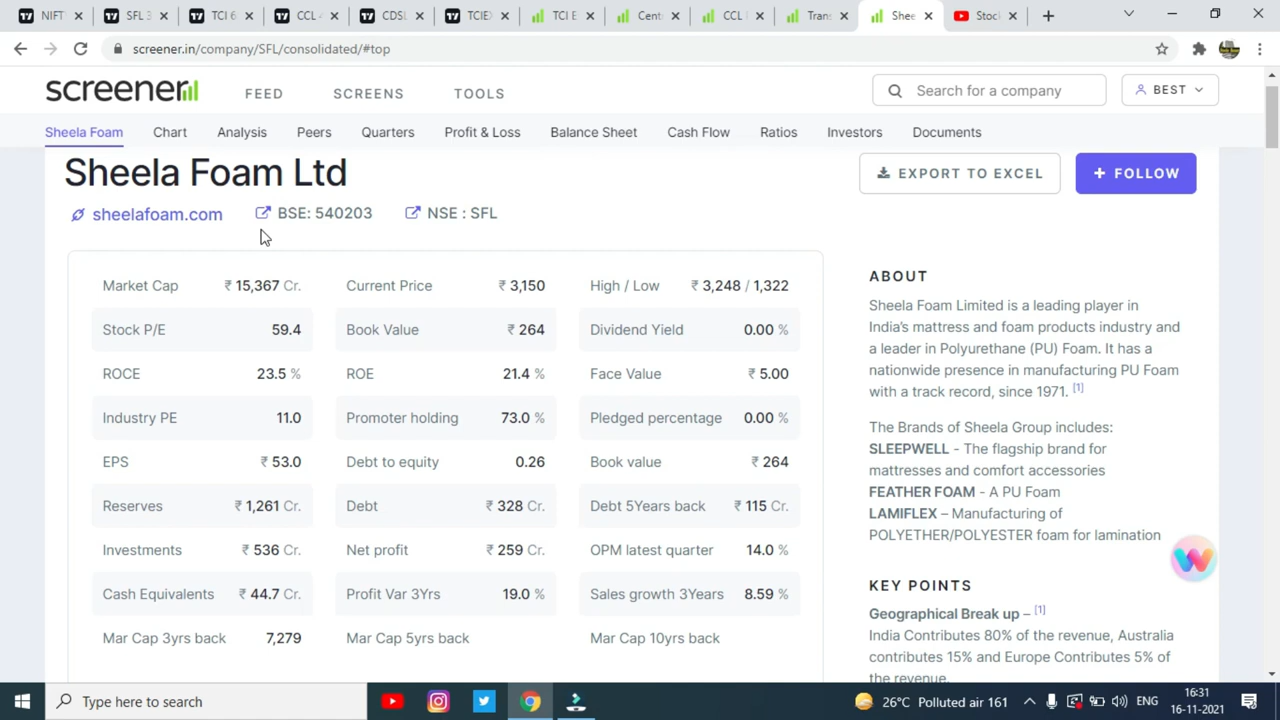 NIFT
SFL 3
TCI 6
CCL
CDSL
TCIEX
TCI E
Cent
CCL
Trans
Shee
Stoc
screener.in/company/SFL/consolidated/#top
screener
FEED
SCREENS
TOOLS
Search for a company
BEST
Sheela Foam
Chart
Analysis
Peers
Quarters
Profit & Loss
Balance Sheet
Cash Flow
Ratios
Investors
Documents
Sheela Foam Ltd
EXPORT TO EXCEL
+ FOLLOW
sheelafoam.com
BSE: 540203
NSE : SFL
Market Cap ₹ 15,367 Cr.
Current Price ₹ 3,150
High / Low ₹ 3,248 / 1,322
Stock P/E 59.4
Book Value ₹ 264
Dividend Yield 0.00 %
ROCE 23.5 %
ROE 21.4 %
Face Value ₹ 5.00
Industry PE 11.0
Promoter holding 73.0 %
Pledged percentage 0.00 %
EPS ₹ 53.0
Debt to equity 0.26
Book value ₹ 264
Reserves ₹ 1,261 Cr.
Debt ₹ 328 Cr.
Debt 5Years back ₹ 115 Cr.
Investments ₹ 536 Cr.
Net profit ₹ 259 Cr.
OPM latest quarter 14.0 %
Cash Equivalents ₹ 44.7 Cr.
Profit Var 3Yrs 19.0 %
Sales growth 3Years 8.59 %
Mar Cap 3yrs back 7,279
Mar Cap 5yrs back
Mar Cap 10yrs back
ABOUT
Sheela Foam Limited is a leading player in
India's mattress and foam products industry and
a leader in Polyurethane (PU) Foam. It has a
nationwide presence in manufacturing PU Foam
with a track record, since 1971. [1]
The Brands of Sheela Group includes:
SLEEPWELL - The flagship brand for
mattresses and comfort accessories
FEATHER FOAM - A PU Foam
LAMIFLEX – Manufacturing of
POLYETHER/POLYESTER foam for lamination
KEY POINTS
Geographical Break up – [1]
India Contributes 80% of the revenue, Australia
contributes 15% and Europe Contributes 5% of
the revenue.
Type here to search
26°C Polluted air 161
ENG
16:31
16-11-2021